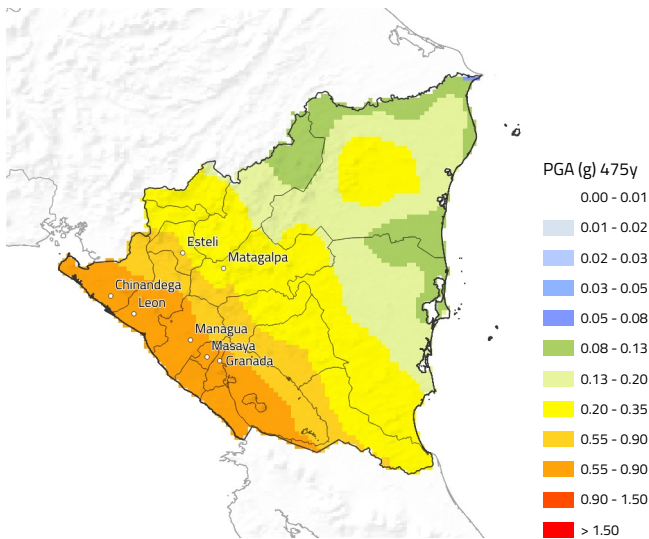 Esteli
Matagalpa
Chinandega
Leon
Managua
Masaya
Granada
PGA (g) 475y
0.00 - 0.01
0.01 - 0.02
0.02 - 0.03
0.03 - 0.05
0.05 - 0.08
0.08 - 0.13
0.13 - 0.20
0.20 - 0.35
0.55 - 0.90
0.55 - 0.90
0.90 - 1.50
> 1.50